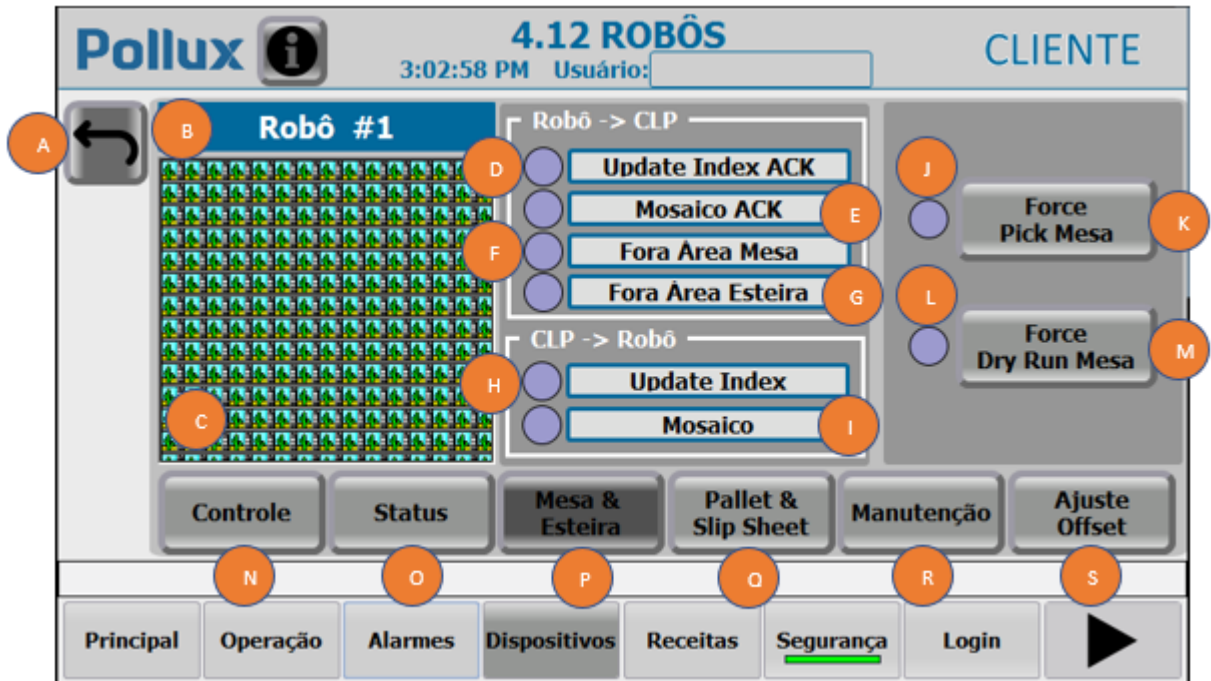 Pollux
4.12 ROBÔS
3:02:58 PM Usuário:
CLIENTE
A
B
Robô #1
C
Robô -> CLP
D
Update Index ACK
Mosaico ACK
E
F
Fora Área Mesa
Fora Área Esteira
G
CLP -> Robô
H
Update Index
Mosaico
I
J
Force
Pick Mesa
K
L
Force
Dry Run Mesa
M
Controle
Status
Mesa &
Esteira
Pallet &
Slip Sheet
Manutenção
Ajuste
Offset
N
O
P
Q
R
S
Principal
Operação
Alarmes
Dispositivos
Receitas
Segurança
Login